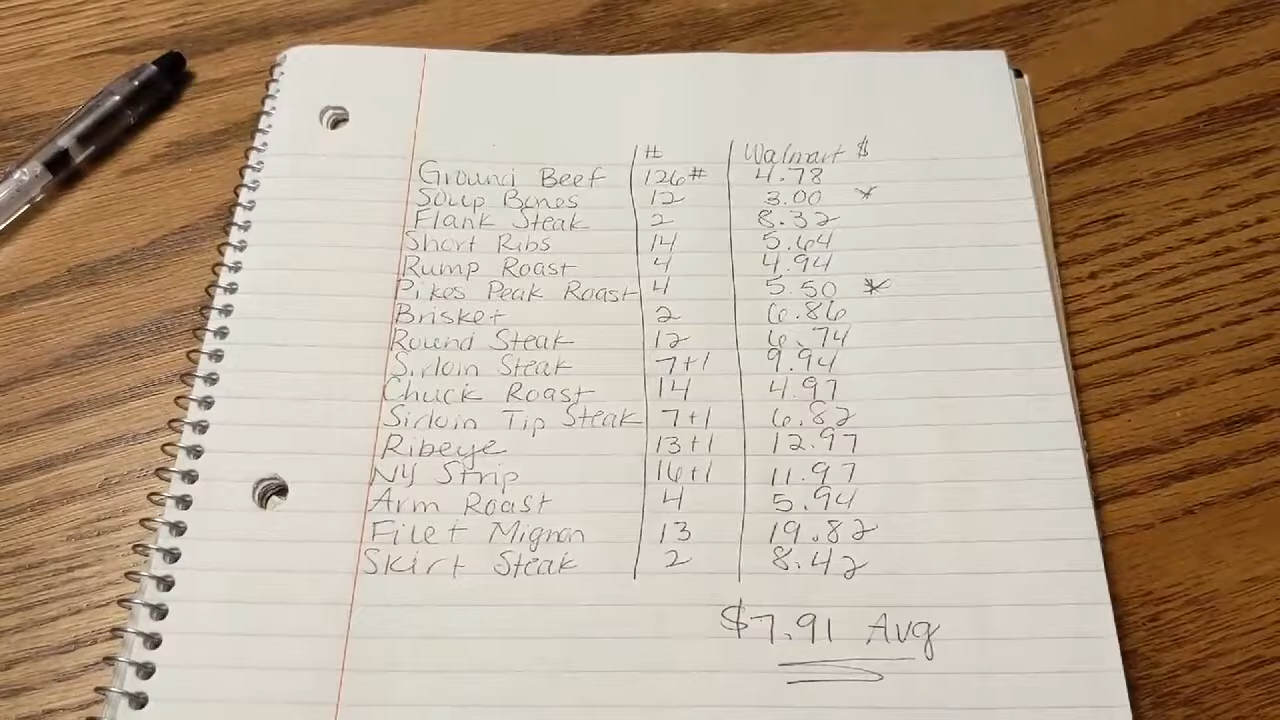 # Walmart $
Ground Beef 126# 4.78
Soup Bones 12 3.00 *
Flank Steak 2 8.32
Short Ribs 14 5.64
Rump Roast 4 4.94
Pikes Peak Roast 4 5.50 *
Brisket 2 6.86
Round Steak 12 6.74
Sirloin Steak 7+1 9.94
Chuck Roast 14 4.97
Sirloin Tip Steak 7+1 6.82
Ribeye 13+1 12.97
NY Strip 16+1 11.97
Arm Roast 4 5.94
Filet Mignon 13 19.82
Skirt Steak 2 8.42
$7.91 Avg